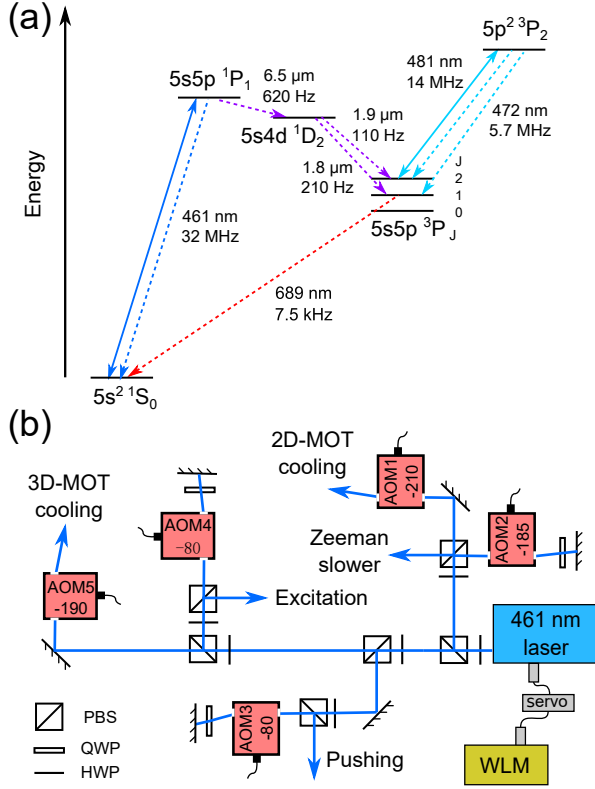 (a)
Energy
5s5p ¹P₁
6.5 µm
620 Hz
5s4d ¹D₂
1.9 µm
110 Hz
1.8 µm
210 Hz
5p² ³P₂
481 nm
14 MHz
472 nm
5.7 MHz
J
2
1
0
5s5p ³P_J
461 nm
32 MHz
689 nm
7.5 kHz
5s² ¹S₀
(b)
3D-MOT
cooling
AOM5
-190
AOM4
-80
2D-MOT
cooling
AOM1
-210
AOM2
-185
Zeeman
slower
Excitation
461 nm
laser
servo
WLM
AOM3
-80
Pushing
PBS
QWP
HWP